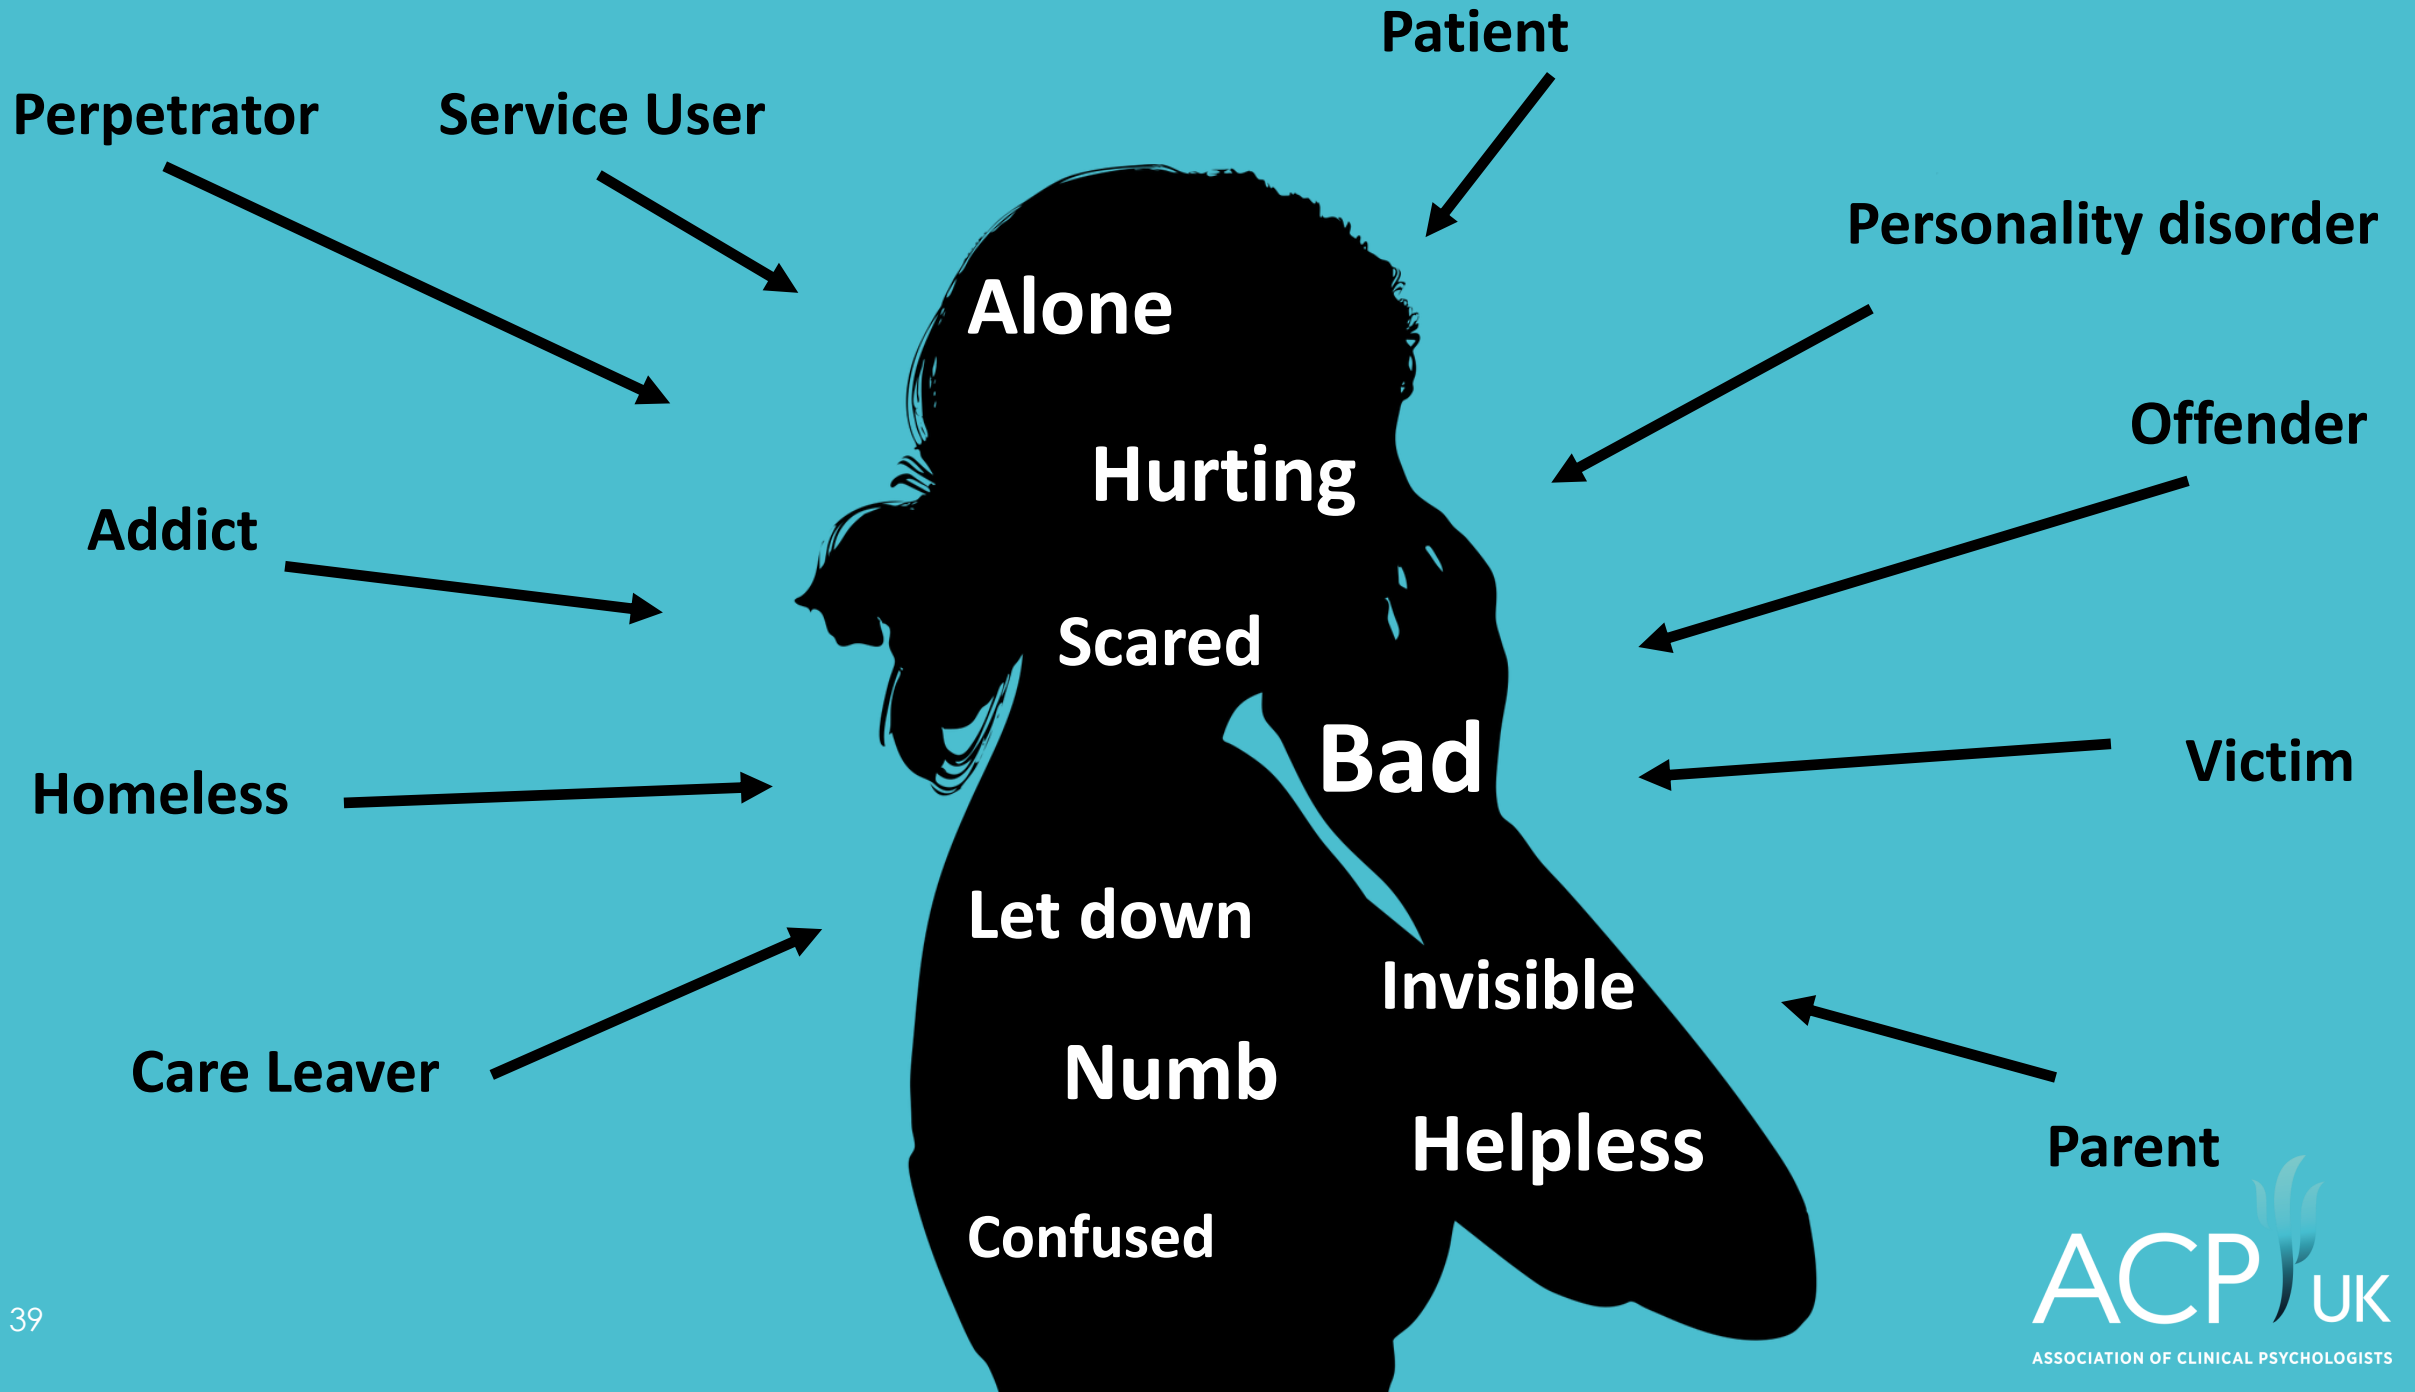 Patient
Perpetrator
Service User
Personality disorder
Alone
Offender
Hurting
Addict
Scared
Bad
Victim
Homeless
Let down
Invisible
Care Leaver
Numb
Helpless
Parent
Confused
39
ACP UK
ASSOCIATION OF CLINICAL PSYCHOLOGISTS